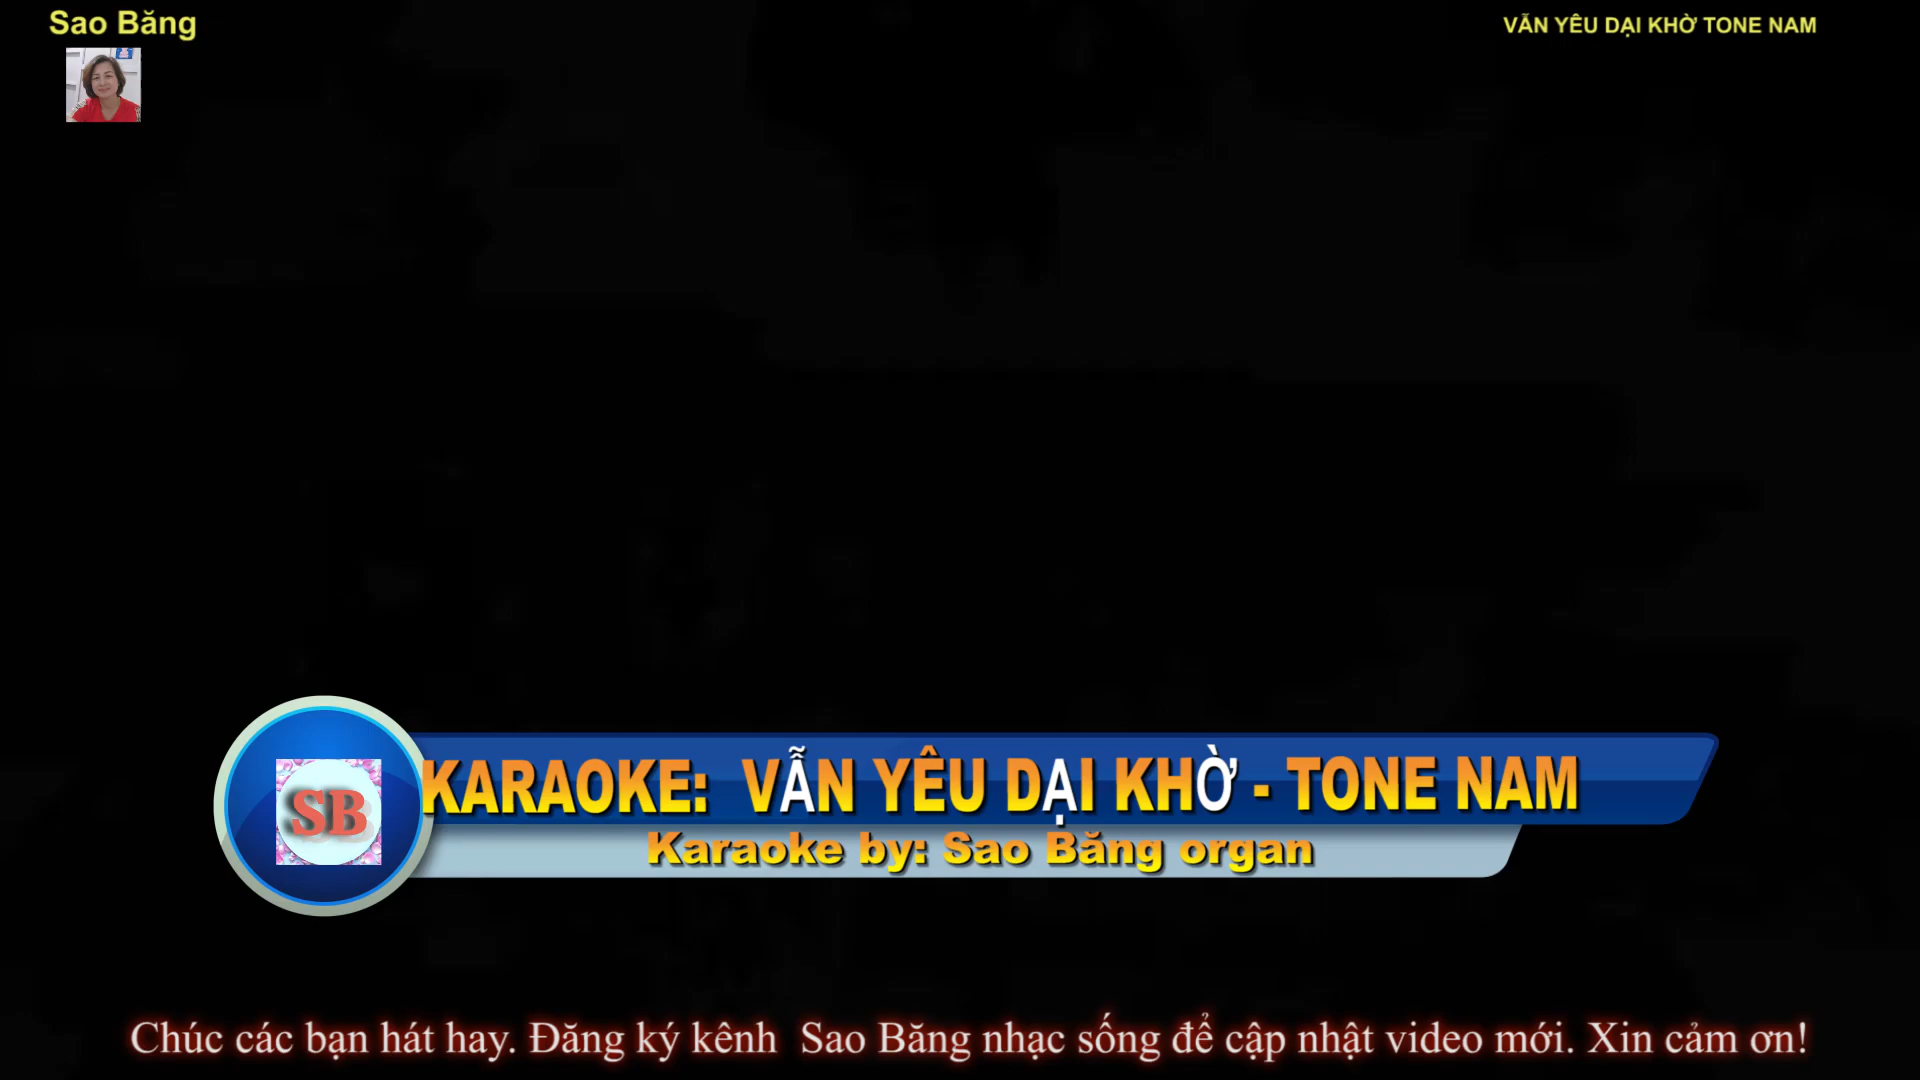 Sao Băng
VẪN YÊU DẠI KHỜ TONE NAM
SB
KARAOKE: VẪN YÊU DẠI KHỜ - TONE NAM
Karaoke by: Sao Băng organ
Chúc các bạn hát hay. Đăng ký kênh Sao Băng nhạc sống để cập nhật video mới. Xin cảm ơn!